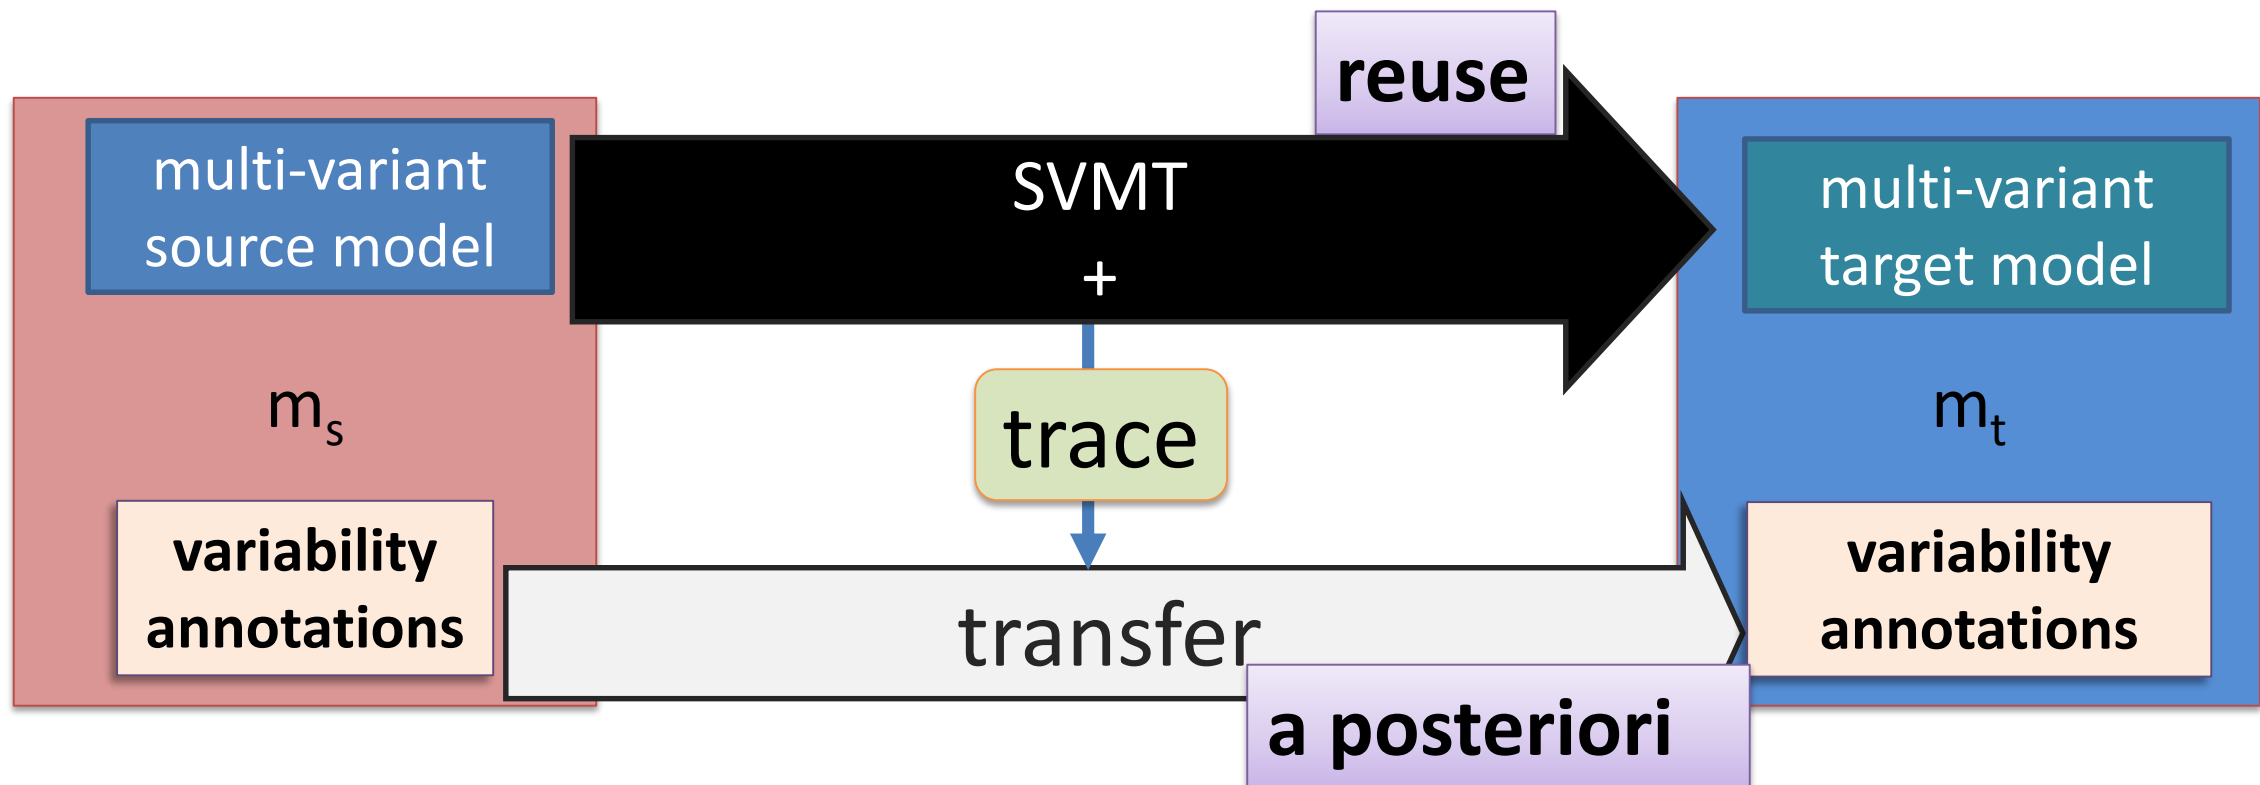 reuse
multi-variant
source model
SVMT
+
multi-variant
target model
ms
trace
mt
variability
annotations
transfer
variability
annotations
a posteriori